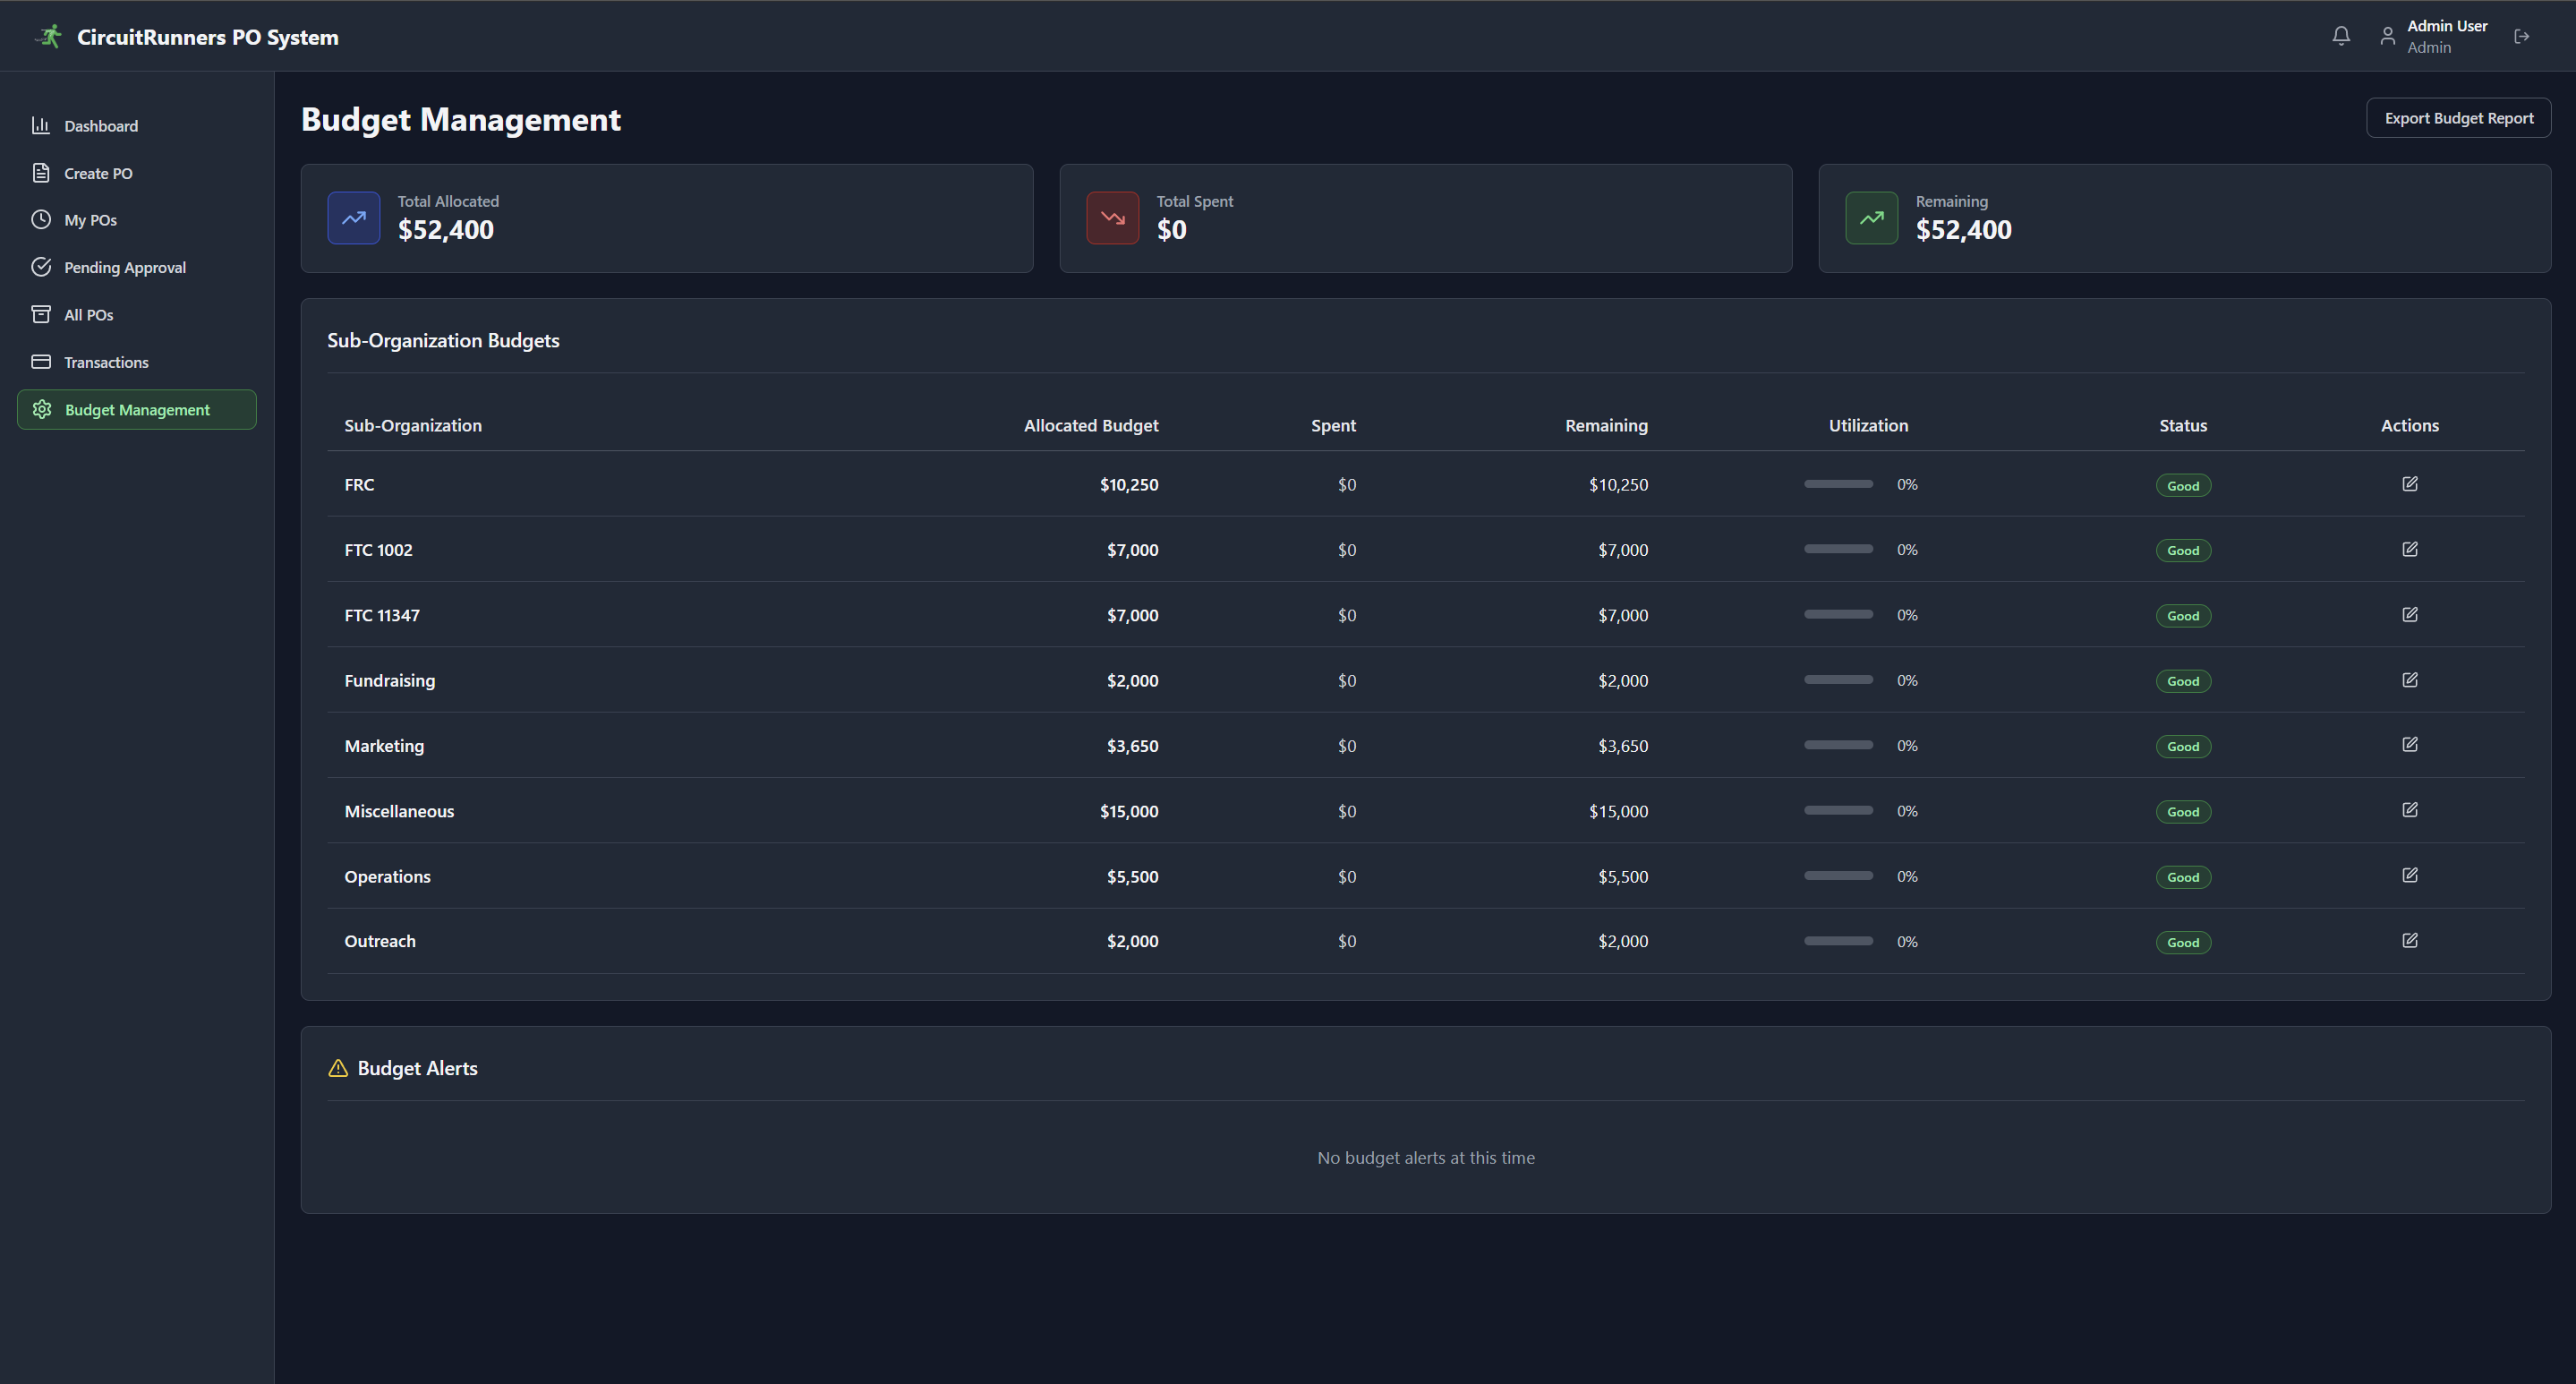 CircuitRunners PO System
Admin User
Admin
Dashboard
Create PO
My POs
Pending Approval
All POs
Transactions
Budget Management
Budget Management
Export Budget Report
Total Allocated
$52,400
Total Spent
$0
Remaining
$52,400
Sub-Organization Budgets
Sub-Organization Allocated Budget Spent Remaining Utilization Status Actions
FRC $10,250 $0 $10,250 0% Good
FTC 1002 $7,000 $0 $7,000 0% Good
FTC 11347 $7,000 $0 $7,000 0% Good
Fundraising $2,000 $0 $2,000 0% Good
Marketing $3,650 $0 $3,650 0% Good
Miscellaneous $15,000 $0 $15,000 0% Good
Operations $5,500 $0 $5,500 0% Good
Outreach $2,000 $0 $2,000 0% Good
Budget Alerts
No budget alerts at this time